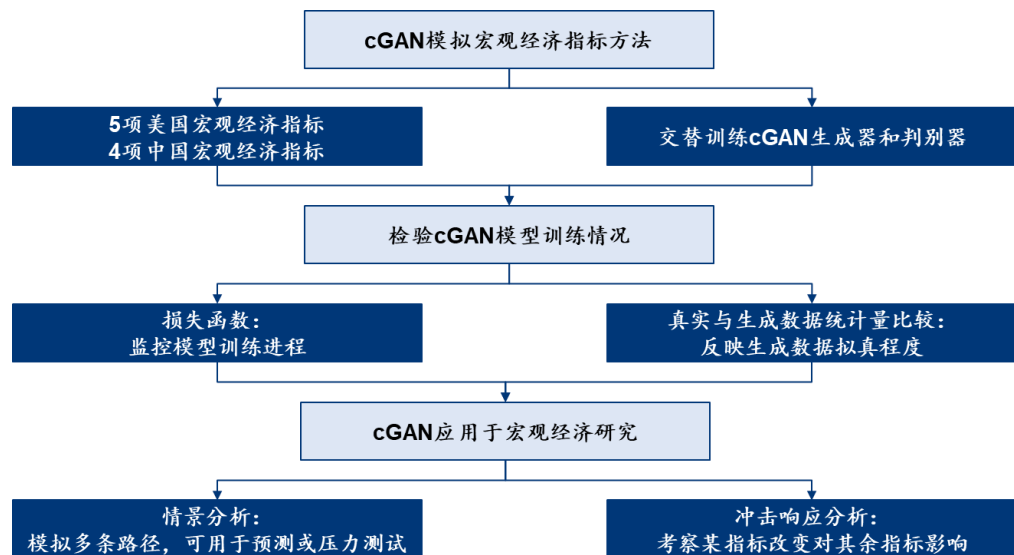 cGAN模拟宏观经济指标方法
5项美国宏观经济指标
4项中国宏观经济指标
交替训练cGAN生成器和判别器
检验cGAN模型训练情况
损失函数：
监控模型训练进程
真实与生成数据统计量比较：
反映生成数据拟真程度
cGAN应用于宏观经济研究
情景分析：
模拟多条路径，可用于预测或压力测试
冲击响应分析：
考察某指标改变对其余指标影响